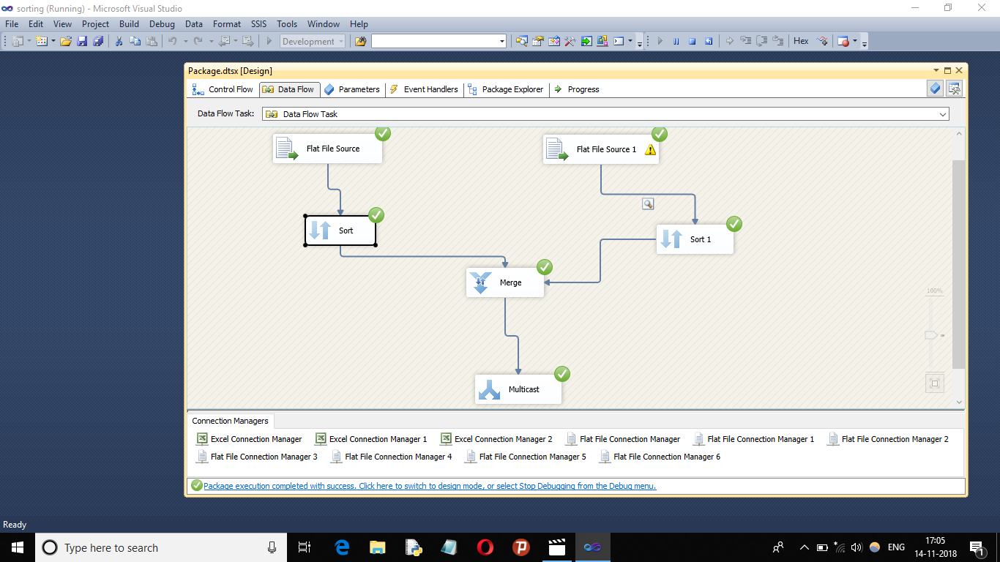 sorting (Running) - Microsoft Visual Studio
File Edit View Project Build Debug Data Format SSIS Tools Window Help
Development Hex
Package.dtsx [Design]
Control Flow Data Flow Parameters Event Handlers Package Explorer Progress
Data Flow Task: Data Flow Task
Flat File Source Flat File Source 1
Sort Sort 1
Merge
100%
Multicast
Connection Managers
Excel Connection Manager Excel Connection Manager 1 Excel Connection Manager 2 Flat File Connection Manager Flat File Connection Manager 1 Flat File Connection Manager 2
Flat File Connection Manager 3 Flat File Connection Manager 4 Flat File Connection Manager 5 Flat File Connection Manager 6
Package execution completed with success. Click here to switch to design mode, or select Stop Debugging from the Debug menu.
Ready
Type here to search ENG 17:05
14-11-2018 1